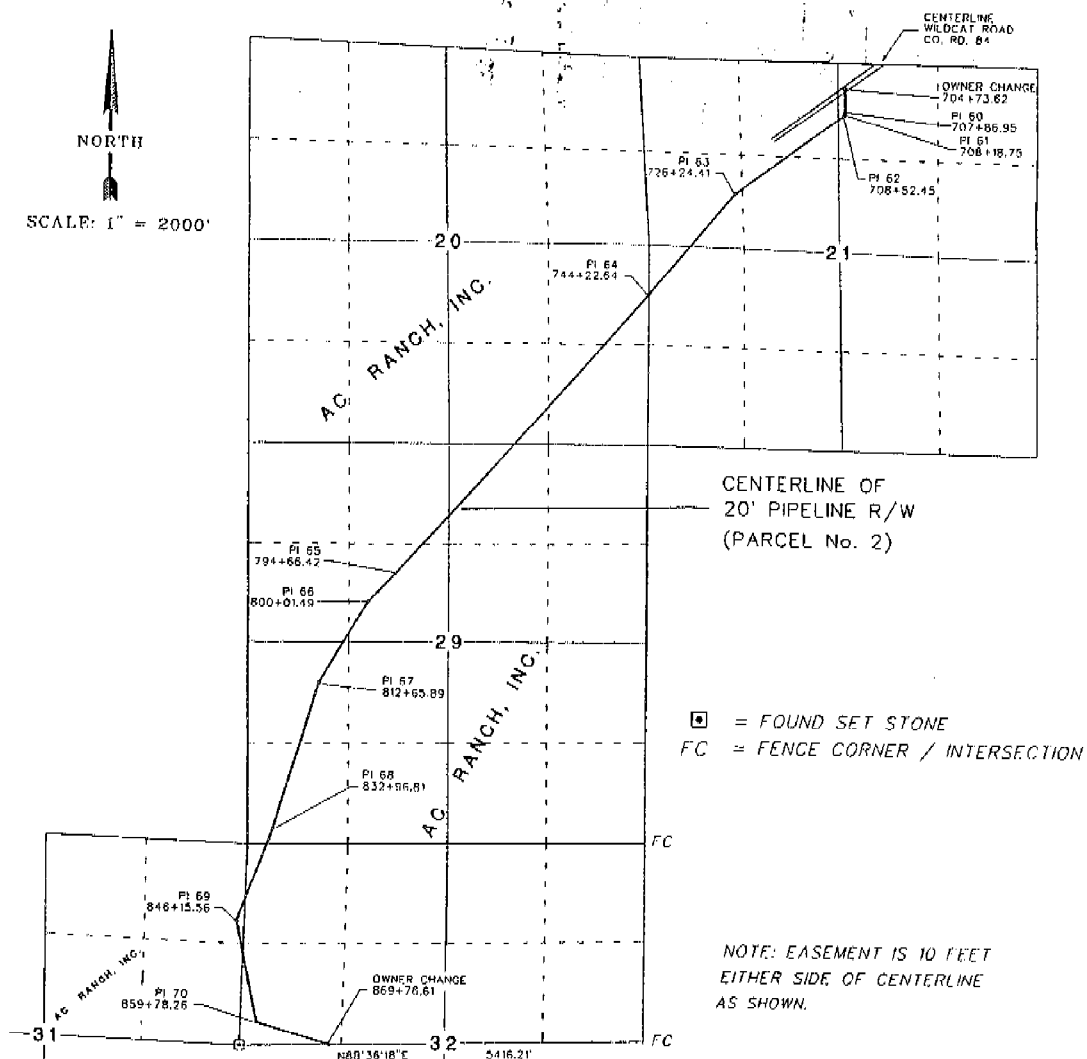 CENTERLINE
WILDCAT ROAD
CO. RD. 84
NORTH
SCALE: 1" = 2000'
OWNER CHANGE
704+73.62
PI 60
707+86.95
PI 61
708+18.75
PI 62
708+52.45
PI 63
726+24.41
20
21
PI 64
744+22.64
AC RANCH, INC.
CENTERLINE OF
20' PIPELINE R/W
(PARCEL No. 2)
PI 65
794+66.42
PI 66
800+01.49
29
PI 67
812+65.89
AC RANCH, INC.
= FOUND SET STONE
FC = FENCE CORNER / INTERSECTION
PI 68
832+96.81
FC
PI 69
846+15.56
AC RANCH, INC.
PI 70
859+78.26
OWNER CHANGE
869+76.61
NOTE: EASEMENT IS 10 FEET
EITHER SIDE OF CENTERLINE
AS SHOWN.
31
32
FC
N88°36'18"E 5416.21'